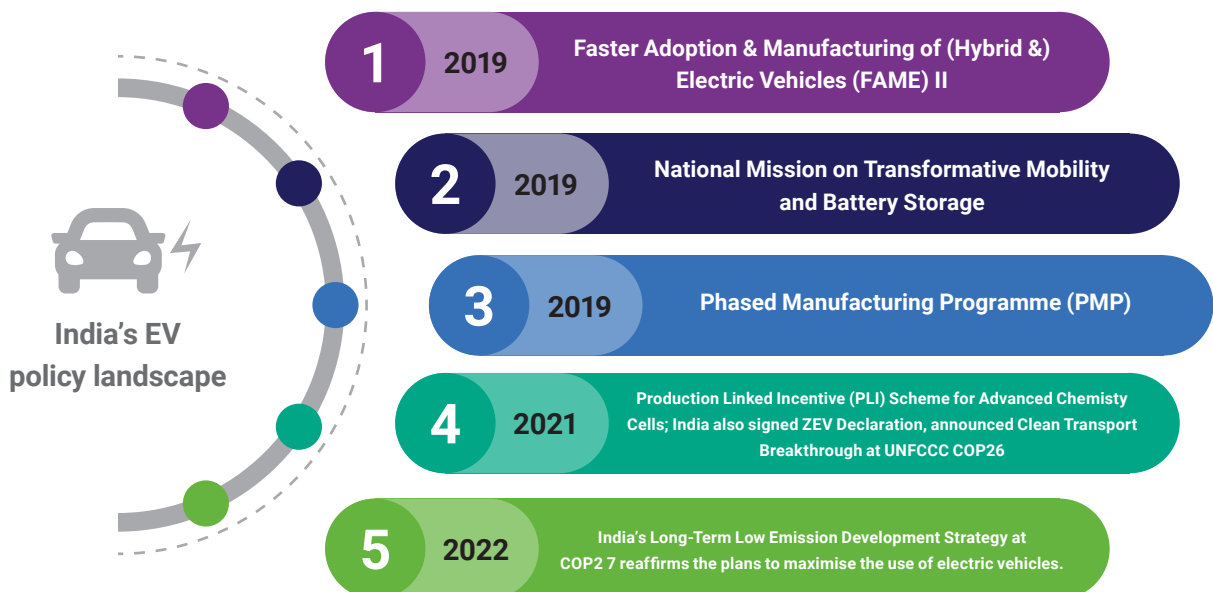 India's EV
policy landscape
1
2019
Faster Adoption & Manufacturing of (Hybrid &)
Electric Vehicles (FAME) II
2
2019
National Mission on Transformative Mobility
and Battery Storage
3
2019
Phased Manufacturing Programme (PMP)
4
2021
Production Linked Incentive (PLI) Scheme for Advanced Chemisty
Cells; India also signed ZEV Declaration, announced Clean Transport
Breakthrough at UNFCCC COP26
5
2022
India's Long-Term Low Emission Development Strategy at
COP2 7 reaffirms the plans to maximise the use of electric vehicles.